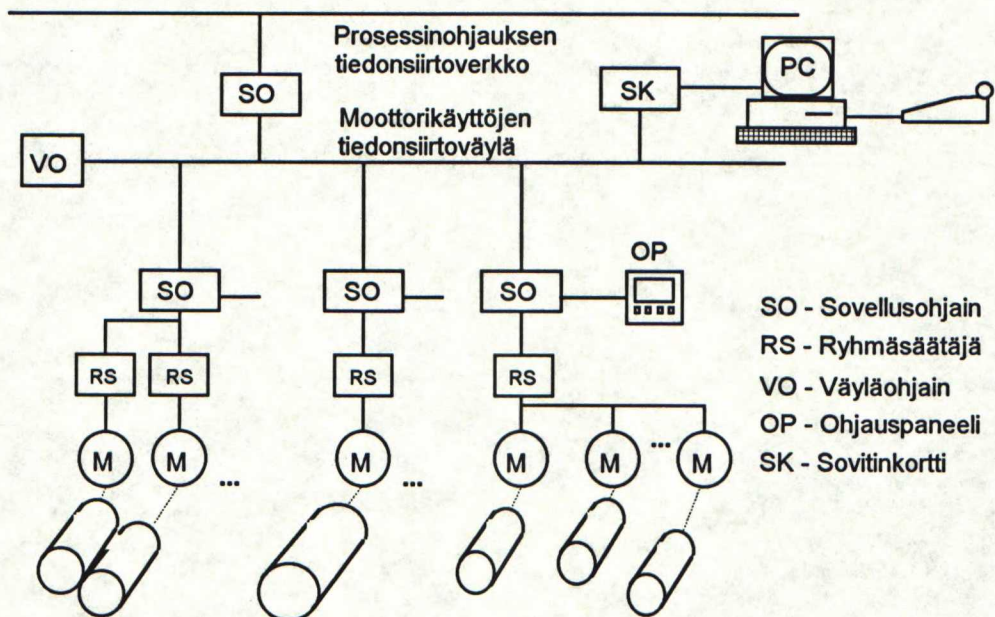 Prosessinohjauksen
tiedonsiirtoverkko
SO
SK
PC
Moottorikäyttöjen
tiedonsiirtoväylä
VO
OP
SO
SO
SO
SO - Sovellusohjain
RS - Ryhmäsäätäjä
VO - Väyläohjain
OP - Ohjauspaneeli
SK - Sovitinkortti
RS
RS
RS
RS
M
M
...
M
...
M
M
...
M